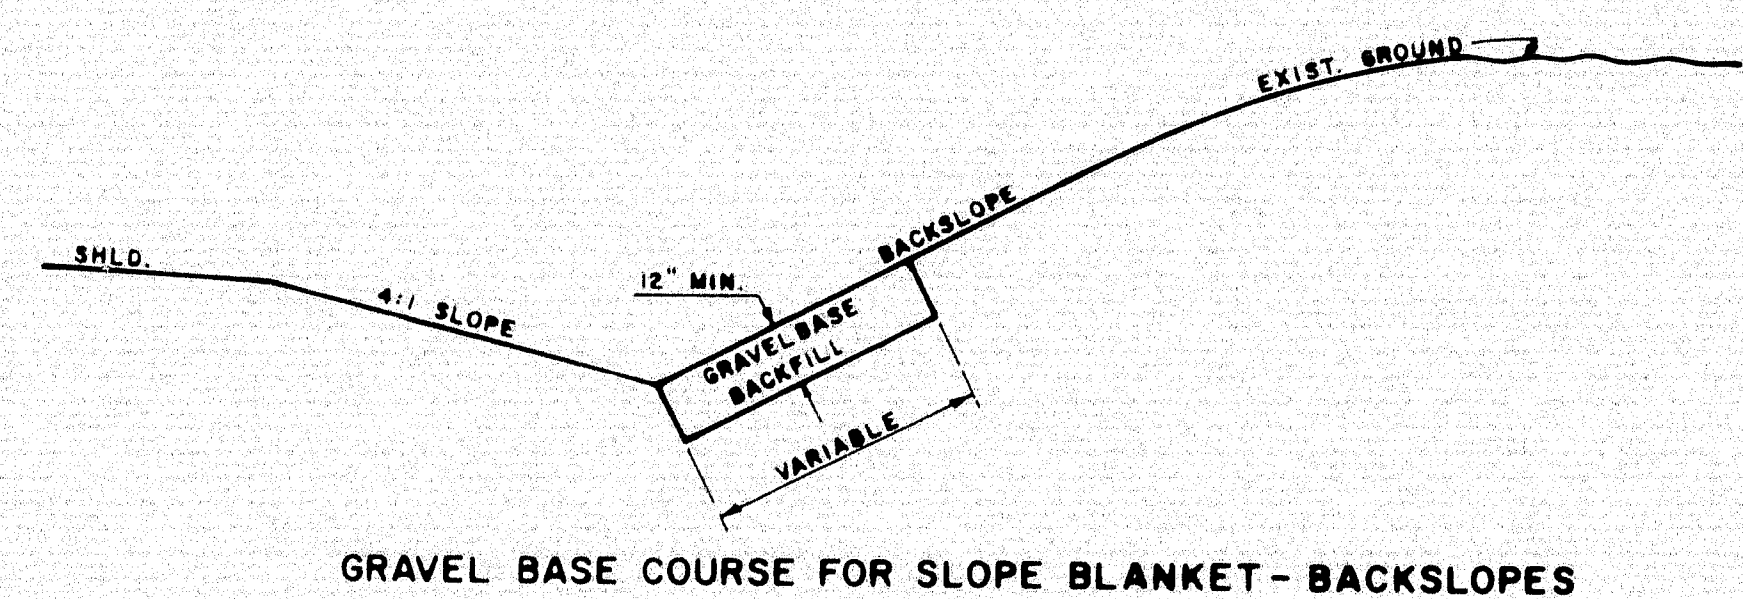 EXIST. GROUND
BACKSLOPE
SHLD.
12" MIN.
4:1 SLOPE
GRAVEL BASE
BACKFILL
VARIABLE
GRAVEL BASE COURSE FOR SLOPE BLANKET - BACKSLOPES